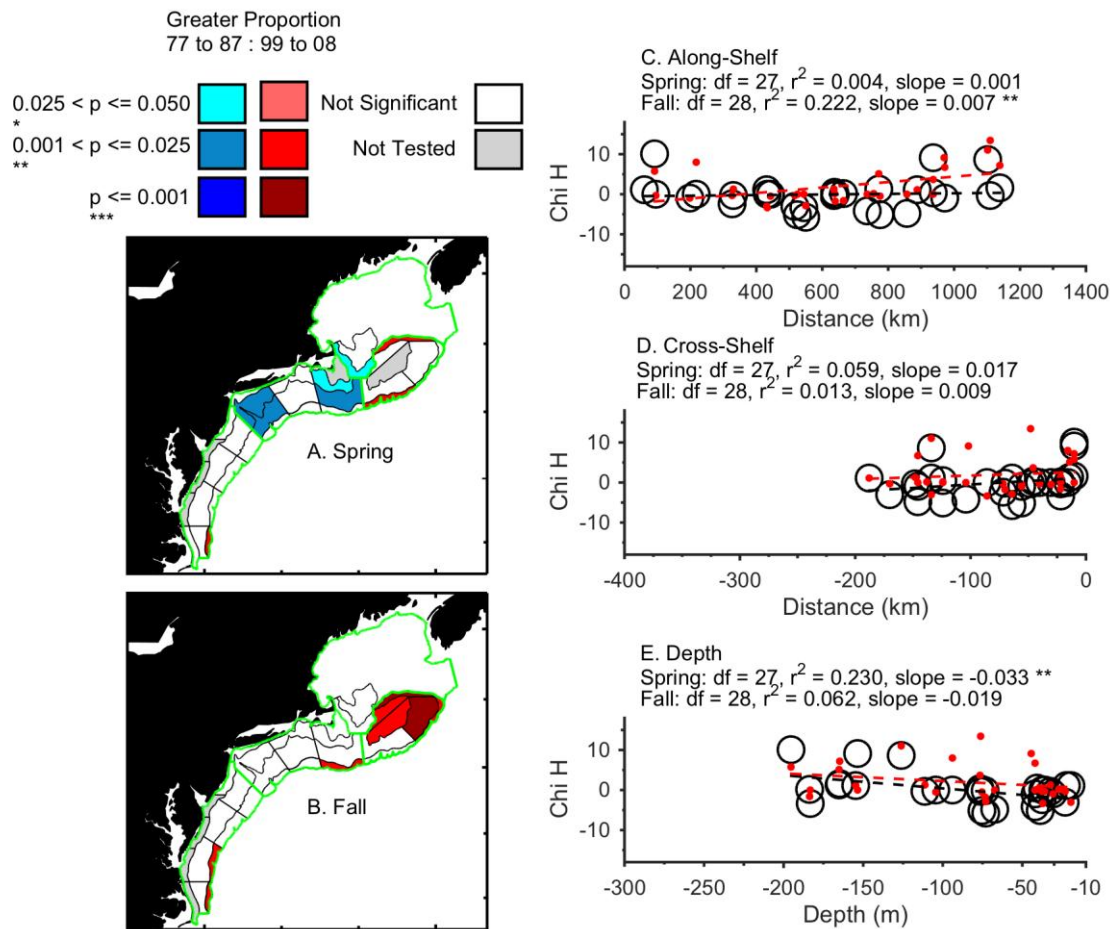 Greater Proportion
77 to 87 : 99 to 08
0.025 < p <= 0.050
*
0.001 < p <= 0.025
**
p <= 0.001
***
Not Significant
Not Tested
A. Spring
B. Fall
C. Along-Shelf
Spring: df = 27, r² = 0.004, slope = 0.001
Fall: df = 28, r² = 0.222, slope = 0.007 **
Chi H
10
0
-10
0 200 400 600 800 1000 1200 1400
Distance (km)
D. Cross-Shelf
Spring: df = 27, r² = 0.059, slope = 0.017
Fall: df = 28, r² = 0.013, slope = 0.009
Chi H
10
0
-10
-400 -300 -200 -100 0
Distance (km)
E. Depth
Spring: df = 27, r² = 0.230, slope = -0.033 **
Fall: df = 28, r² = 0.062, slope = -0.019
Chi H
10
0
-10
-300 -250 -200 -150 -100 -50 -10
Depth (m)